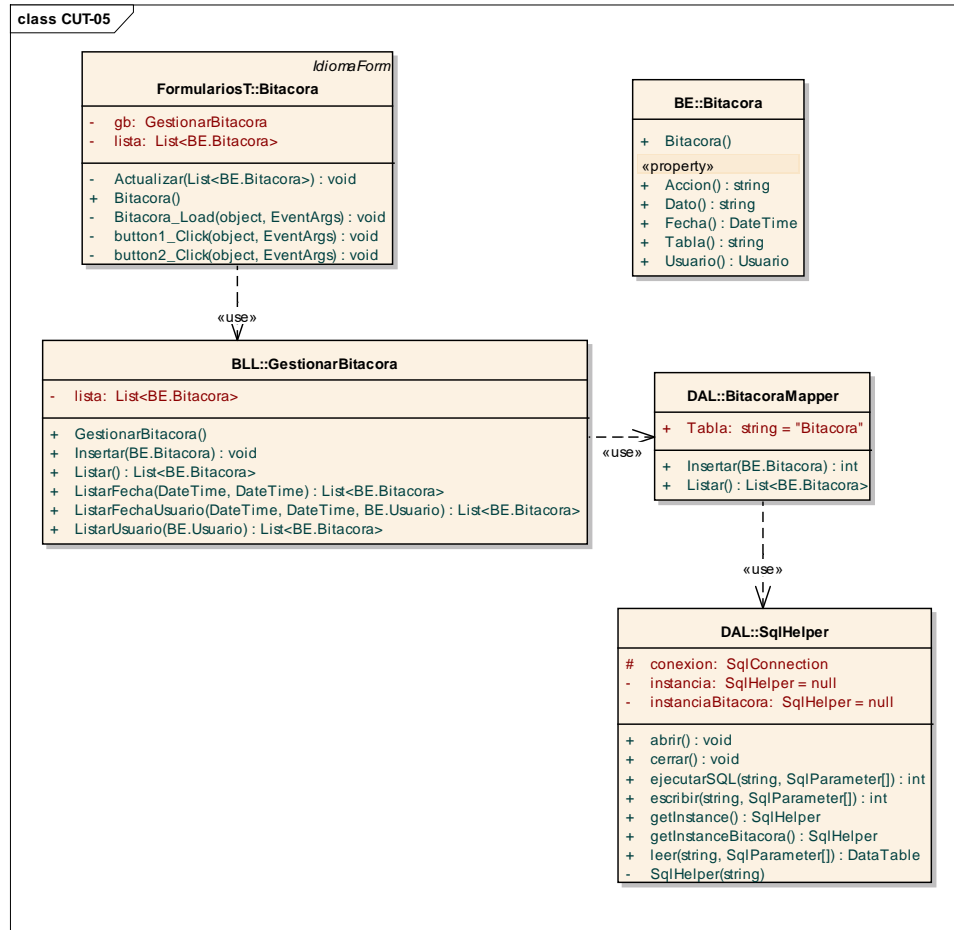 class CUT-05
IdiomaForm
FormulariosT::Bitacora
- gb: GestionarBitacora
- lista: List<BE.Bitacora>
- Actualizar(List<BE.Bitacora>) : void
+ Bitacora()
- Bitacora_Load(object, EventArgs) : void
- button1_Click(object, EventArgs) : void
- button2_Click(object, EventArgs) : void
BE::Bitacora
+ Bitacora()
«property»
+ Accion() : string
+ Dato() : string
+ Fecha() : DateTime
+ Tabla() : string
+ Usuario() : Usuario
«use»
BLL::GestionarBitacora
- lista: List<BE.Bitacora>
+ GestionarBitacora()
+ Insertar(BE.Bitacora) : void
+ Listar() : List<BE.Bitacora>
+ ListarFecha(DateTime, DateTime) : List<BE.Bitacora>
+ ListarFechaUsuario(DateTime, DateTime, BE.Usuario) : List<BE.Bitacora>
+ ListarUsuario(BE.Usuario) : List<BE.Bitacora>
«use»
DAL::BitacoraMapper
+ Tabla: string = "Bitacora"
+ Insertar(BE.Bitacora) : int
+ Listar() : List<BE.Bitacora>
«use»
DAL::SqlHelper
# conexion: SqlConnection
- instancia: SqlHelper = null
- instanciaBitacora: SqlHelper = null
+ abrir() : void
+ cerrar() : void
+ ejecutarSQL(string, SqlParameter[]) : int
+ escribir(string, SqlParameter[]) : int
+ getInstance() : SqlHelper
+ getInstanceBitacora() : SqlHelper
+ leer(string, SqlParameter[]) : DataTable
- SqlHelper(string)